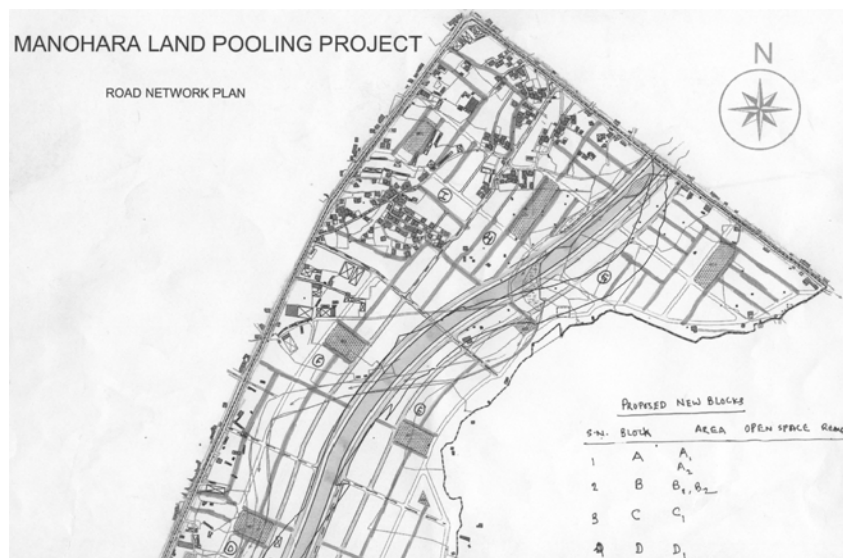 MANOHARA LAND POOLING PROJECT
ROAD NETWORK PLAN
N
H
H
G
E
PROPOSED NEW BLOCKS
S.N. BLOCK AREA OPEN SPACE
1 A A1
A2
2 B B1, B2
3 C C1
4 D D1